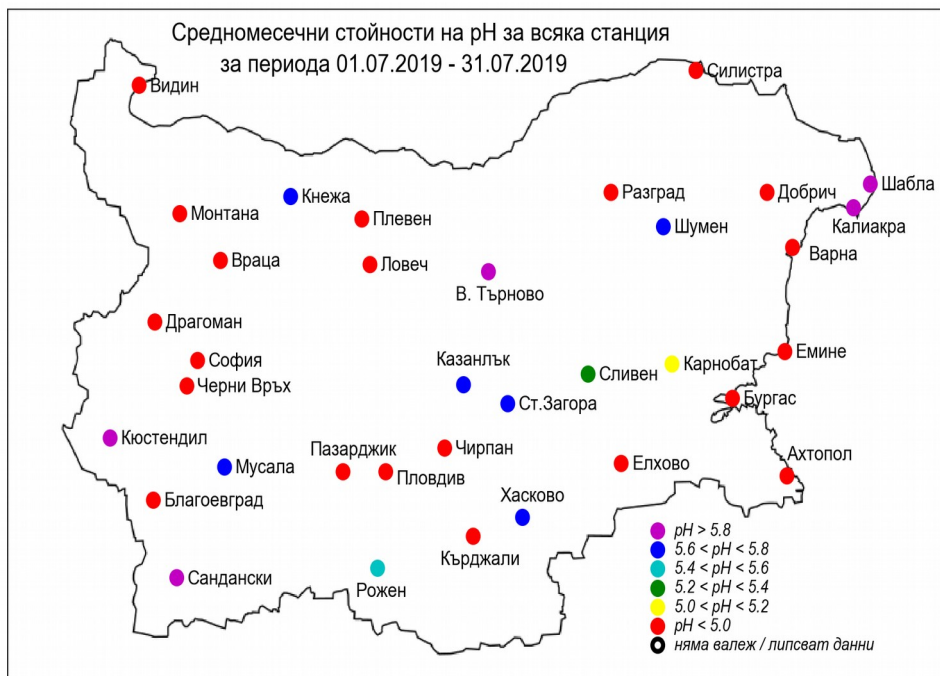 Средномесечни стойности на pH за всяка станция
за периода 01.07.2019 - 31.07.2019
Силистра
Видин
Шабла
Кнежа
Разград
Добрич
Монтана
Плевен
Калиакра
Шумен
Варна
Враца
Ловеч
В. Търново
Драгоман
Емине
София
Казанлък
Карнобат
Сливен
Черни Връх
Ст.Загора
Бургас
Кюстендил
Пазарджик
Чирпан
Ахтопол
Мусала
Елхово
Пловдив
Благоевград
Хасково
Кърджали
Сандански
Рожен
pH > 5.8
5.6 < pH < 5.8
5.4 < pH < 5.6
5.2 < pH < 5.4
5.0 < pH < 5.2
pH < 5.0
няма валеж / липсват данни